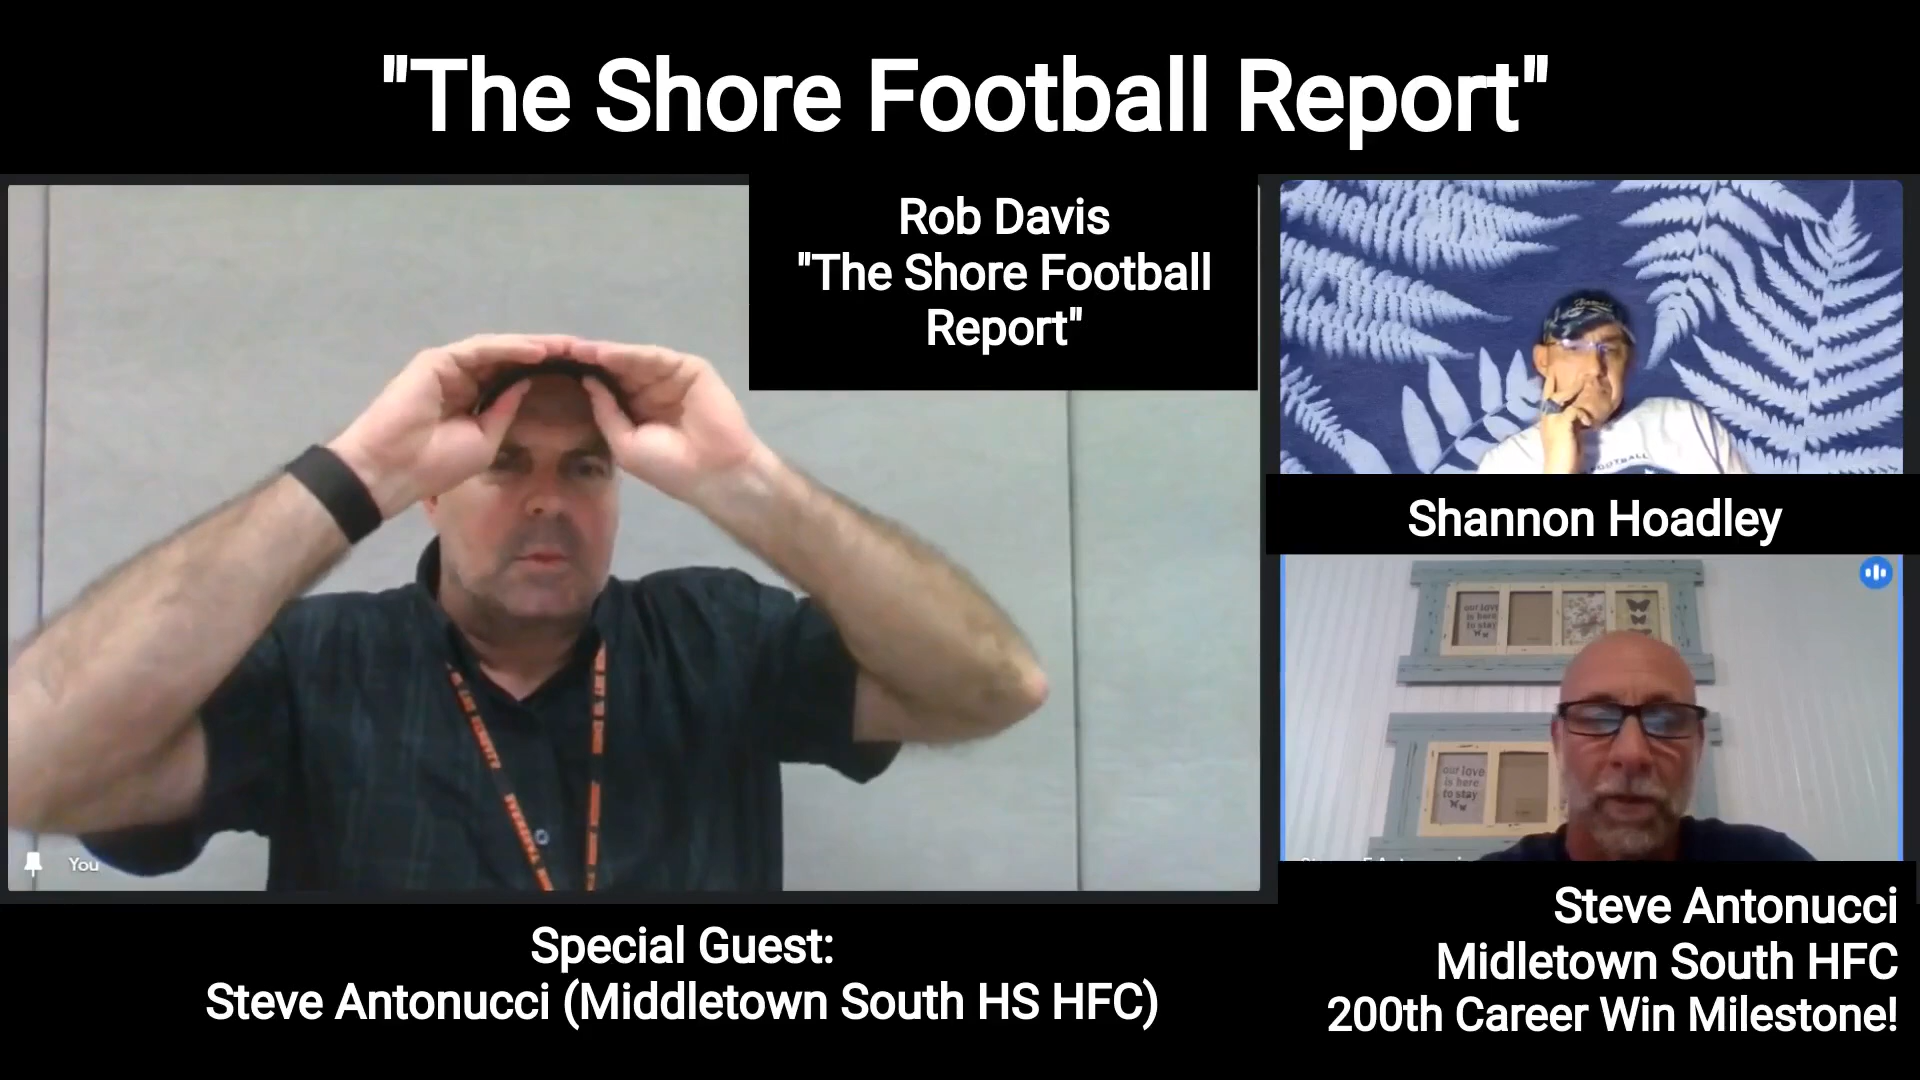 "The Shore Football Report"
Rob Davis
"The Shore Football
Report"
FOOTBALL
Shannon Hoadley
our love
is here
to stay
our love
is here
to stay
You
Special Guest:
Steve Antonucci (Middletown South HS HFC)
Steve Antonucci
Midletown South HFC
200th Career Win Milestone!